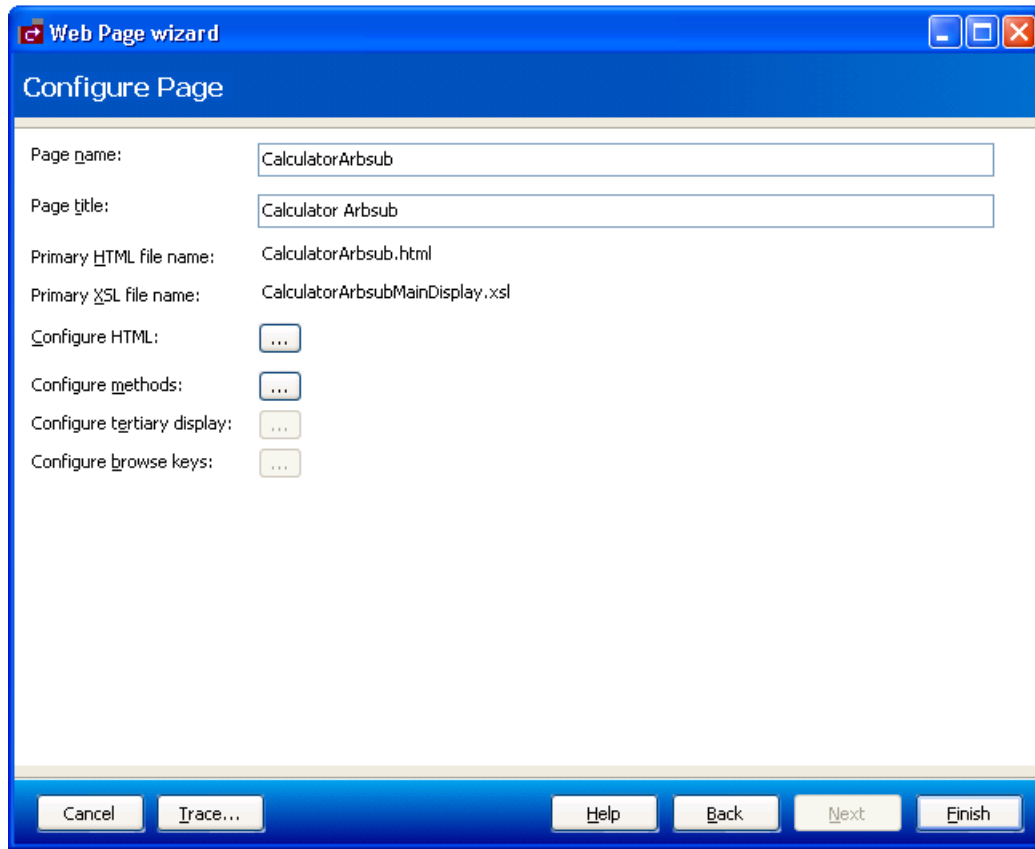 Web Page wizard
Configure Page
Page name: CalculatorArbsub
Page title: Calculator Arbsub
Primary HTML file name: CalculatorArbsub.html
Primary XSL file name: CalculatorArbsubMainDisplay.xsl
Configure HTML: ...
Configure methods: ...
Configure tertiary display: ...
Configure browse keys: ...
Cancel Trace... Help Back Next Finish